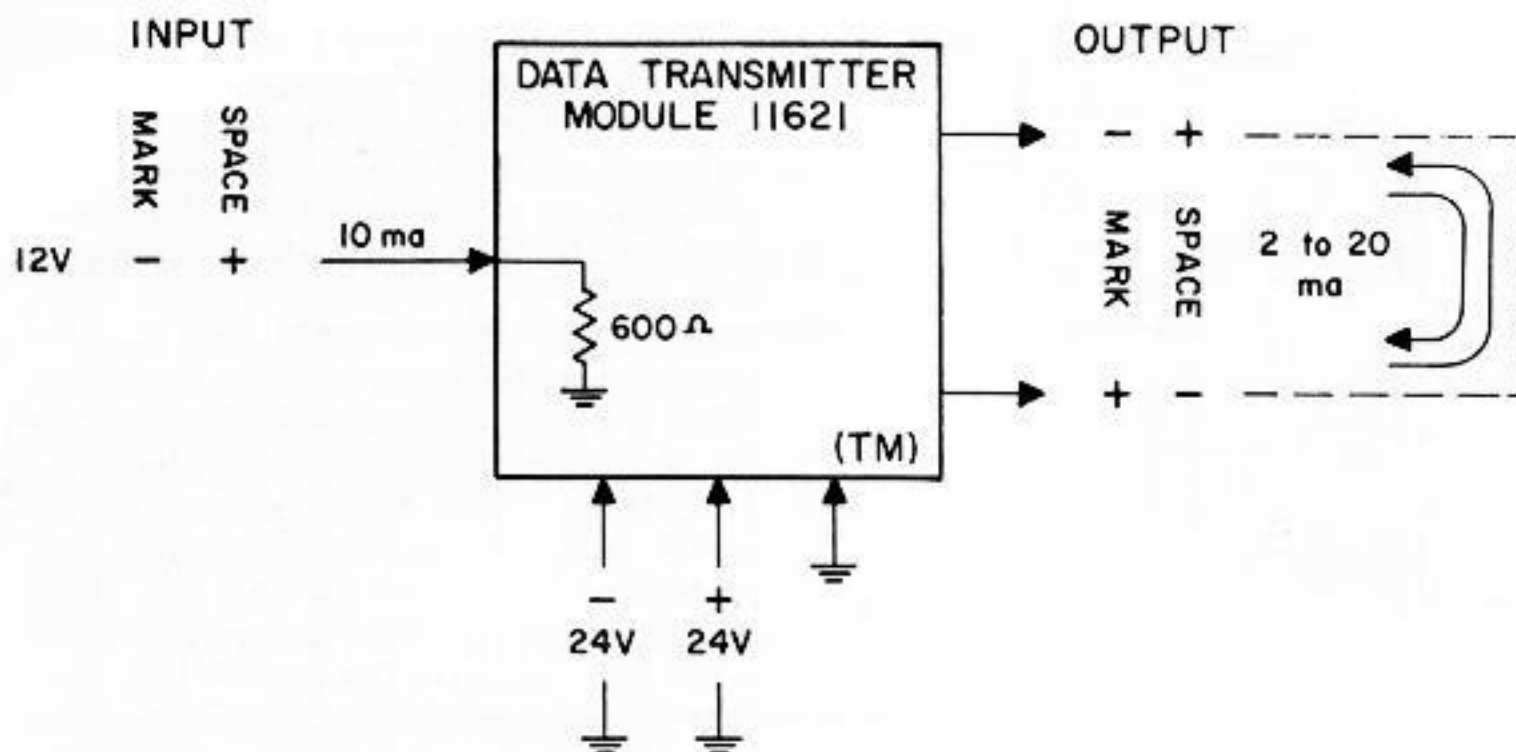 INPUT
OUTPUT
DATA TRANSMITTER
MODULE 11621
MARK
SPACE
12V
-
+
10 ma
600Ω
-
+
MARK
SPACE
2 to 20
ma
+
-
(TM)
-
+
24V
24V